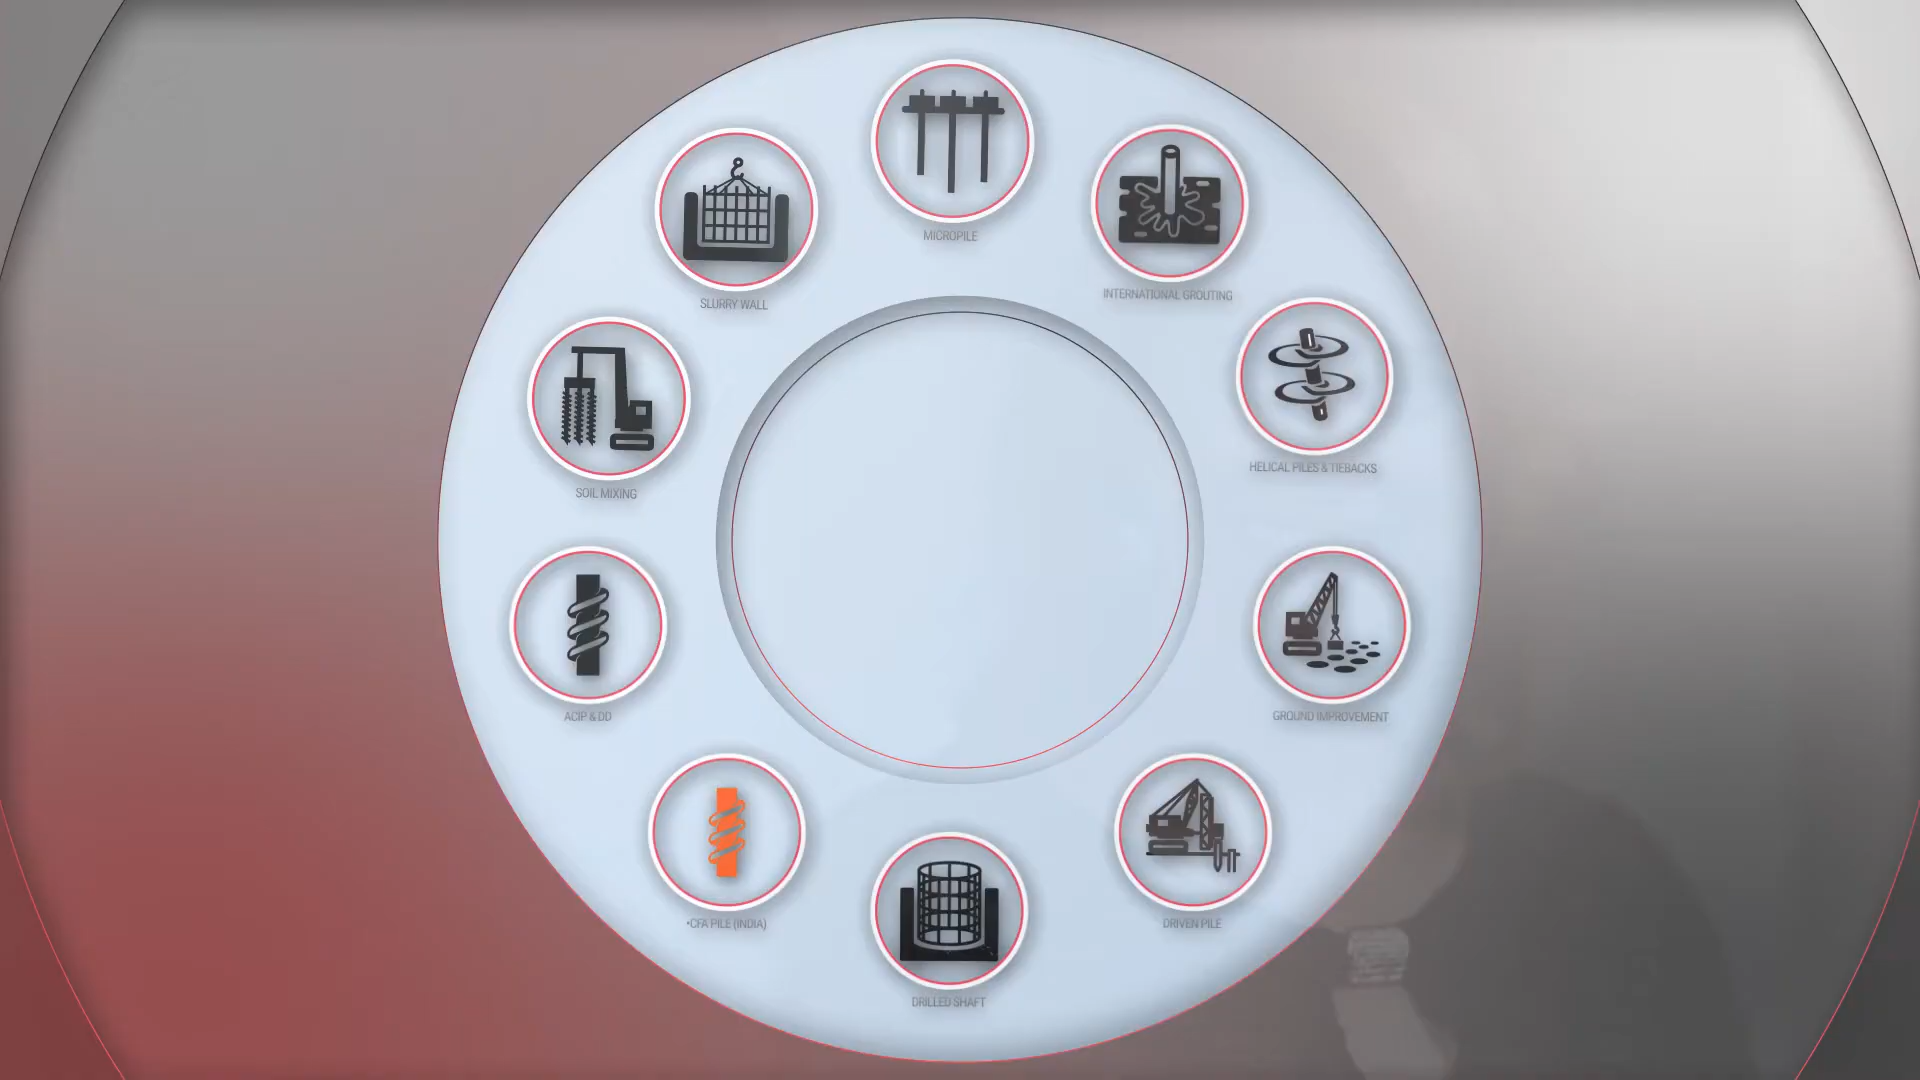 MICROPILE
INTERNATIONAL GROUTING
SLURRY WALL
HELICAL PILES & TIEBACKS
SOIL MIXING
ACIP & DD
GROUND IMPROVEMENT
•CFA PILE (INDIA)
DRIVEN PILE
DRILLED SHAFT